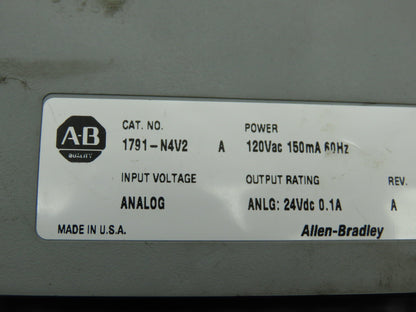 CAT. NO. POWER
A-B 1791-N4V2 A 120Vac 150mA 60Hz
QUALITY
INPUT VOLTAGE OUTPUT RATING REV.
ANALOG ANLG: 24Vdc 0.1A A
MADE IN U.S.A. Allen-Bradley